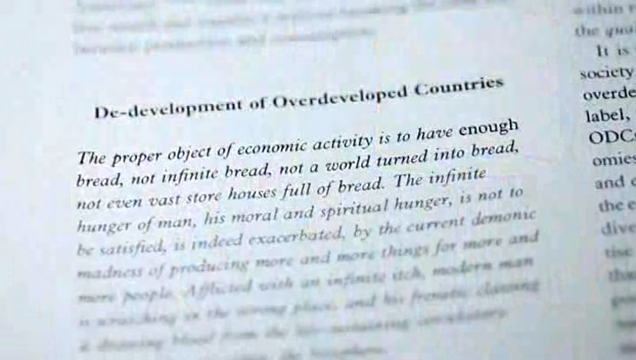 De-development of Overdeveloped Countries
The proper object of economic activity is to have enough
bread, not infinite bread, not a world turned into bread,
not even vast store houses full of bread. The infinite
hunger of man, his moral and spiritual hunger, is not to
be satisfied, is indeed exacerbated, by the current demonic
madness of producing more and more things for more and
more people. Afflicted with an infinite itch, modern man
is scratching in the wrong place, and his frenetic clawing
is drawing blood from the
within
the
It is
society
overde
label,
ODC
omies
and
the e
dive